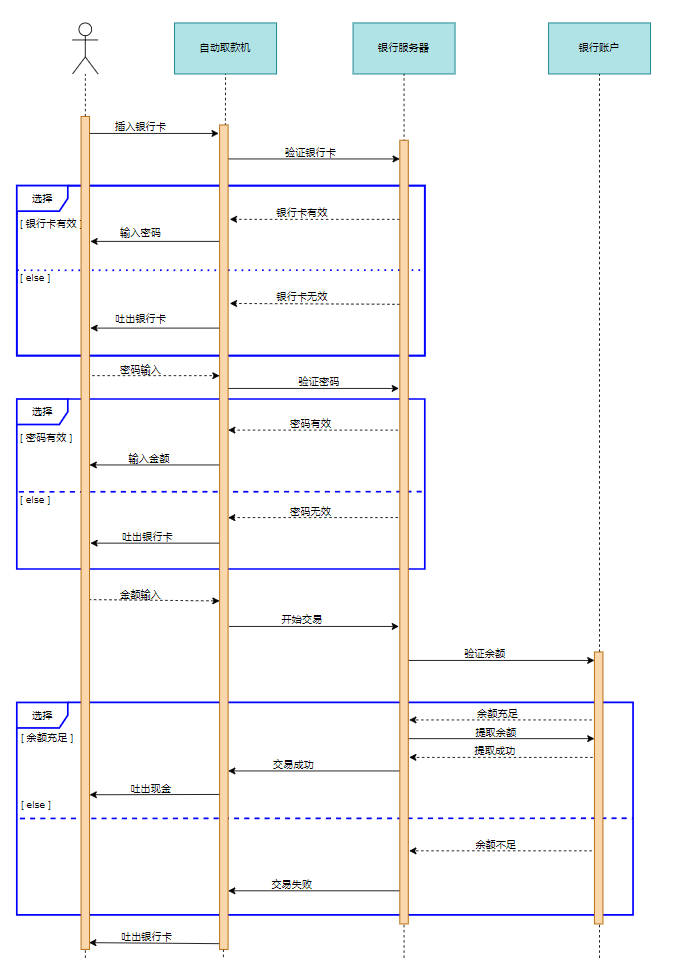 自动取款机
银行服务器
银行账户
插入银行卡
验证银行卡
选择
银行卡有效
[ 银行卡有效 ]
输入密码
[ else ]
银行卡无效
吐出银行卡
密码输入
验证密码
选择
密码有效
[ 密码有效 ]
输入金额
[ else ]
密码无效
吐出银行卡
金额输入
开始交易
验证余额
选择
余额充足
提取余额
[ 余额充足 ]
提取成功
交易成功
吐出现金
[ else ]
余额不足
交易失败
吐出银行卡